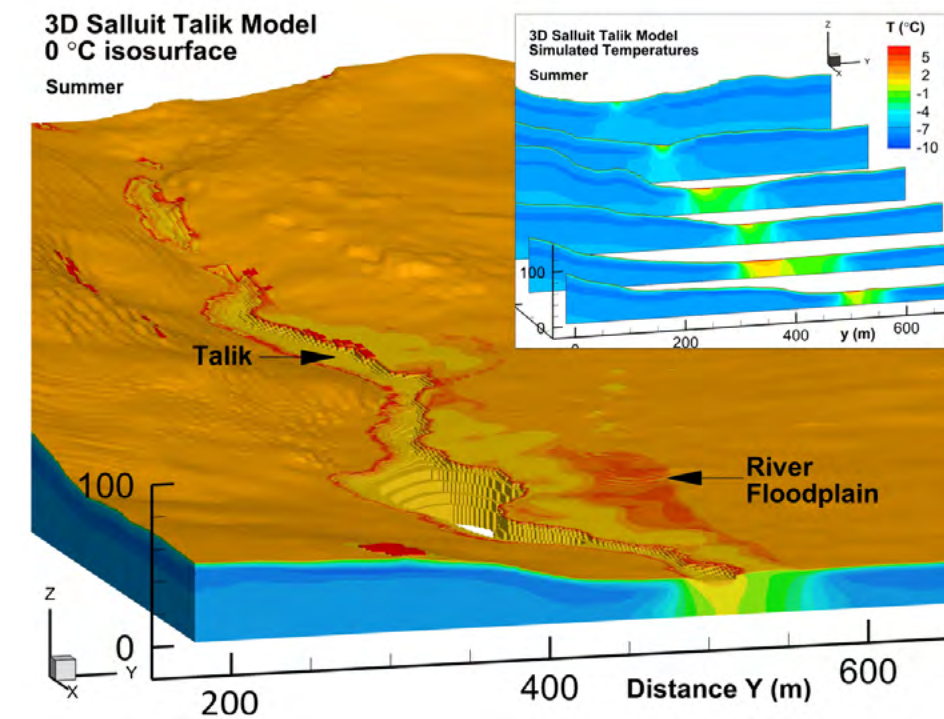 3D Salluit Talik Model
0 °C isosurface
Summer
3D Salluit Talik Model
Simulated Temperatures
Summer
Z
Y
X
T (°C)
5
2
-1
-4
-7
-10
100
0
0
200
400
y (m)
600
Talik
River
Floodplain
100
0
Z
Y
X
200
400
Distance Y (m)
600